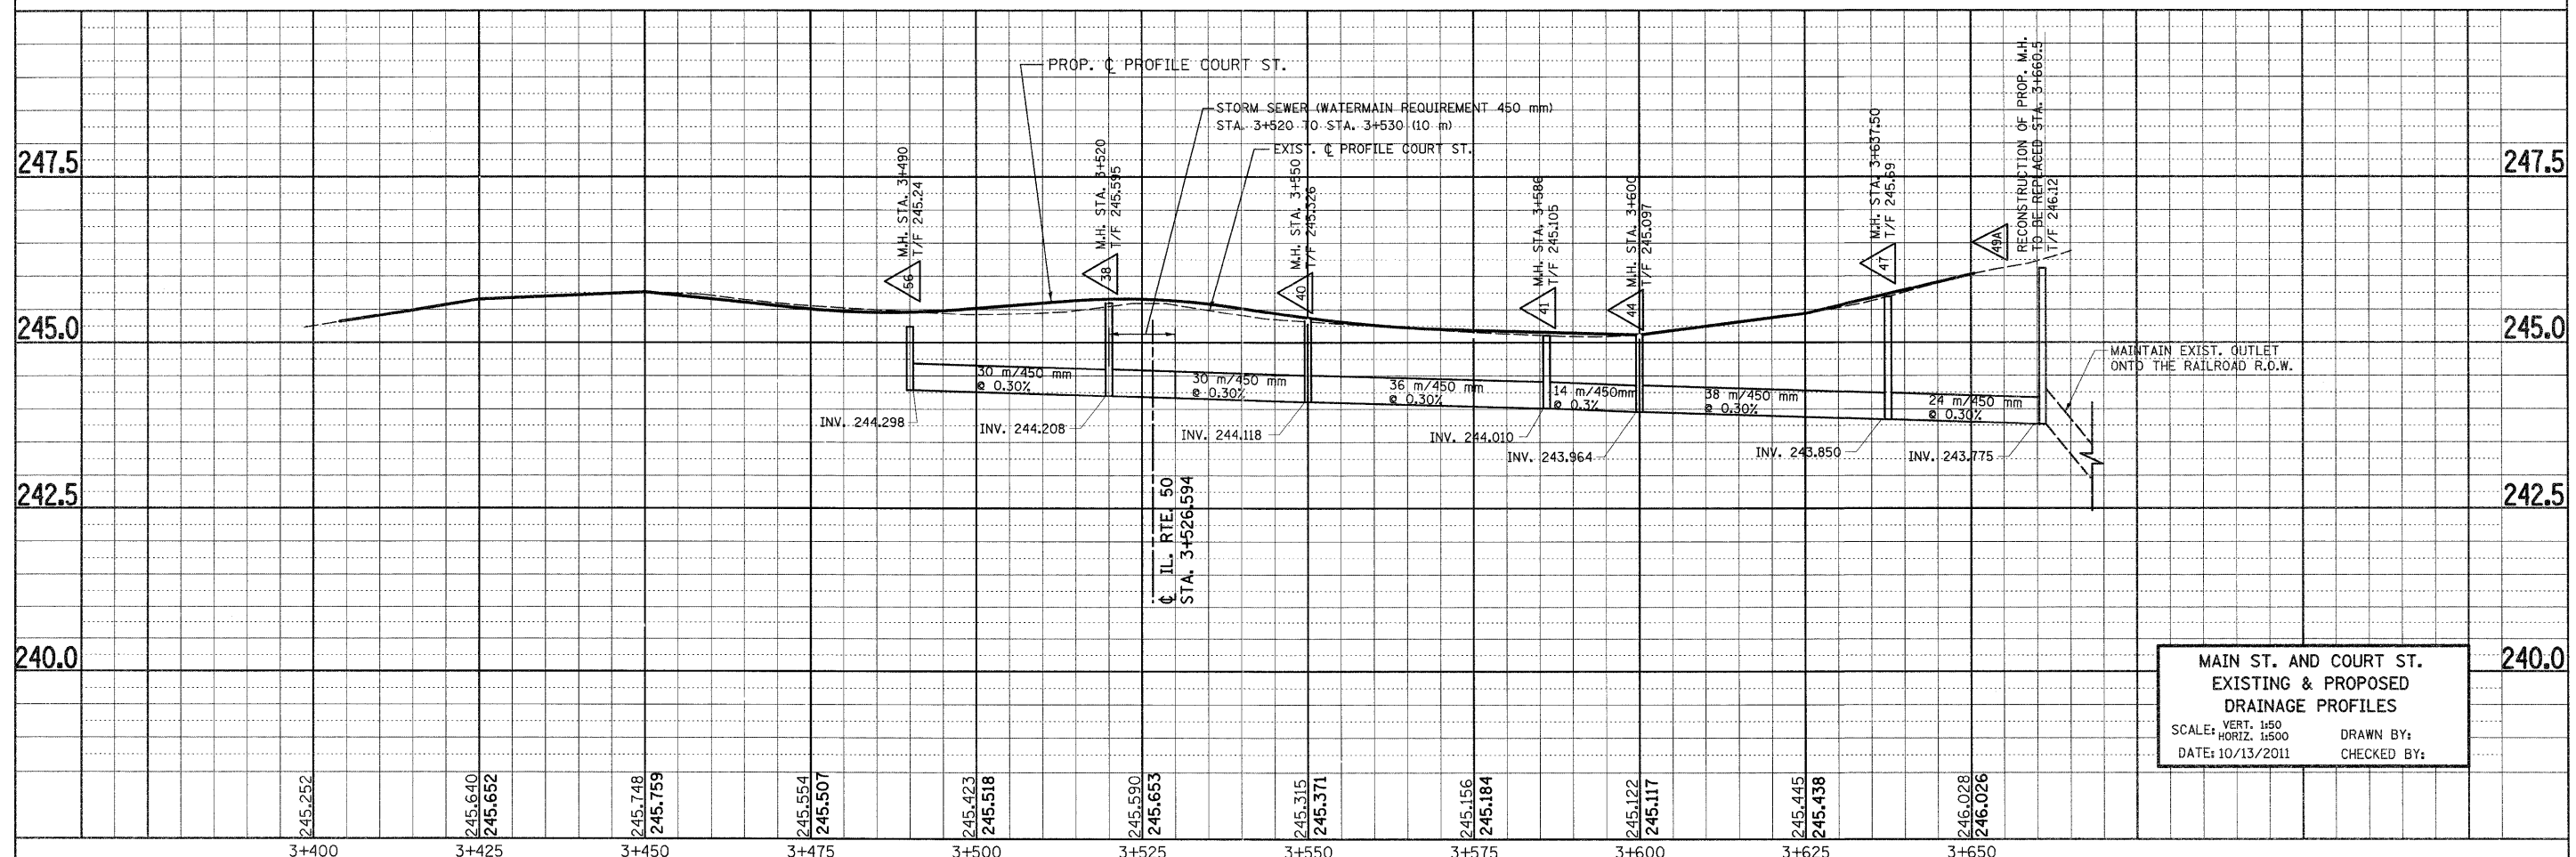 PROP. ℄ PROFILE COURT ST.
STORM SEWER (WATERMAIN REQUIREMENT 450 mm)
STA. 3+520 TO STA. 3+530 (10 m)
EXIST. ℄ PROFILE COURT ST.
247.5
247.5
M.H. STA. 3+490
T/F 245.24
56
M.H. STA. 3+520
T/F 245.595
38
M.H. STA. 3+550
T/F 245.326
40
M.H. STA. 3+586
T/F 245.105
41
M.H. STA. 3+600
T/F 245.097
44
M.H. STA. 3+637.50
T/F 245.69
47
RECONSTRUCTION OF PROP. M.H.
TO BE REPLACED STA. 3+660.5
T/F 246.12
49A
245.0
245.0
MAINTAIN EXIST. OUTLET
ONTO THE RAILROAD R.O.W.
30 m/450 mm
@ 0.30%
30 m/450 mm
@ 0.30%
36 m/450 mm
@ 0.30%
14 m/450mm
@ 0.3%
38 m/450 mm
@ 0.30%
24 m/450 mm
@ 0.30%
INV. 244.298
INV. 244.208
INV. 244.118
INV. 244.010
INV. 243.964
INV. 243.850
INV. 243.775
242.5
242.5
℄ IL. RTE. 50
STA. 3+526.594
240.0
240.0
MAIN ST. AND COURT ST.
EXISTING & PROPOSED
DRAINAGE PROFILES
SCALE: VERT. 1:50
HORIZ. 1:500
DRAWN BY:
DATE: 10/13/2011
CHECKED BY:
245.252
245.640
245.652
245.748
245.759
245.554
245.507
245.423
245.518
245.590
245.653
245.315
245.371
245.156
245.184
245.122
245.117
245.445
245.438
246.028
246.026
3+400
3+425
3+450
3+475
3+500
3+525
3+550
3+575
3+600
3+625
3+650